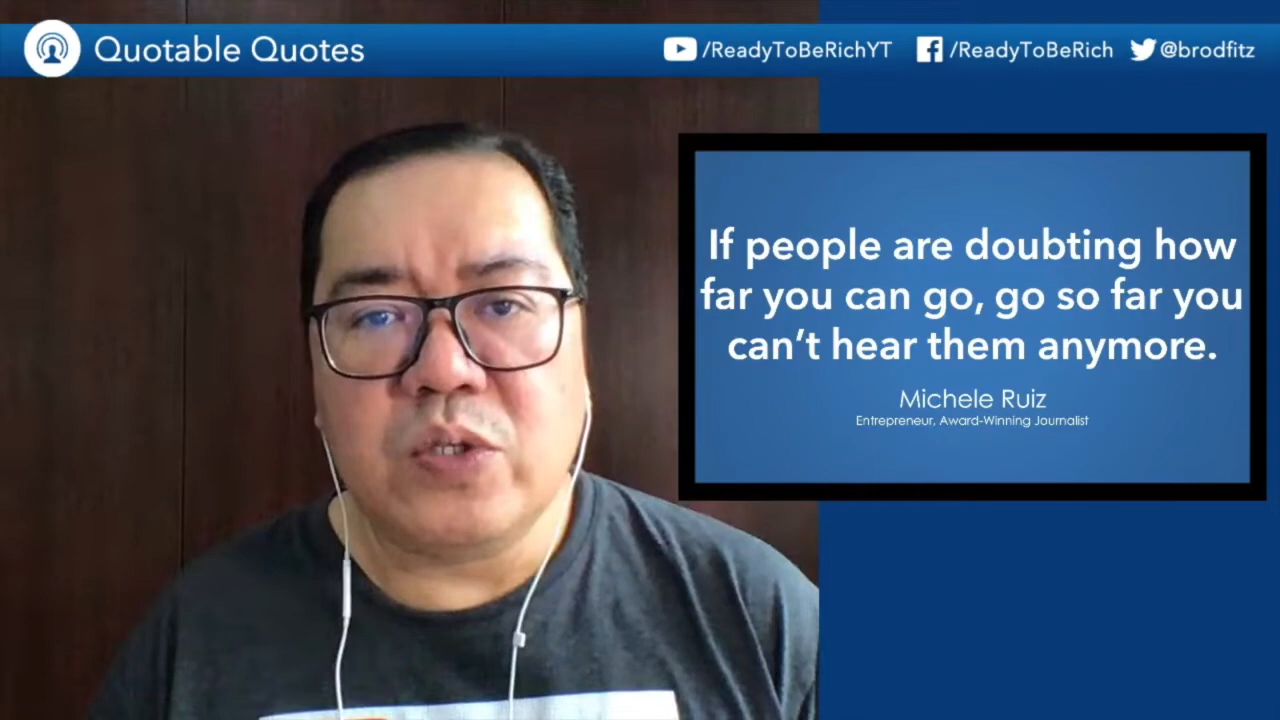 Quotable Quotes
/ReadyToBeRichYT
/ReadyToBeRich
@brodfitz
If people are doubting how
far you can go, go so far you
can’t hear them anymore.
Michele Ruiz
Entrepreneur, Award-Winning Journalist